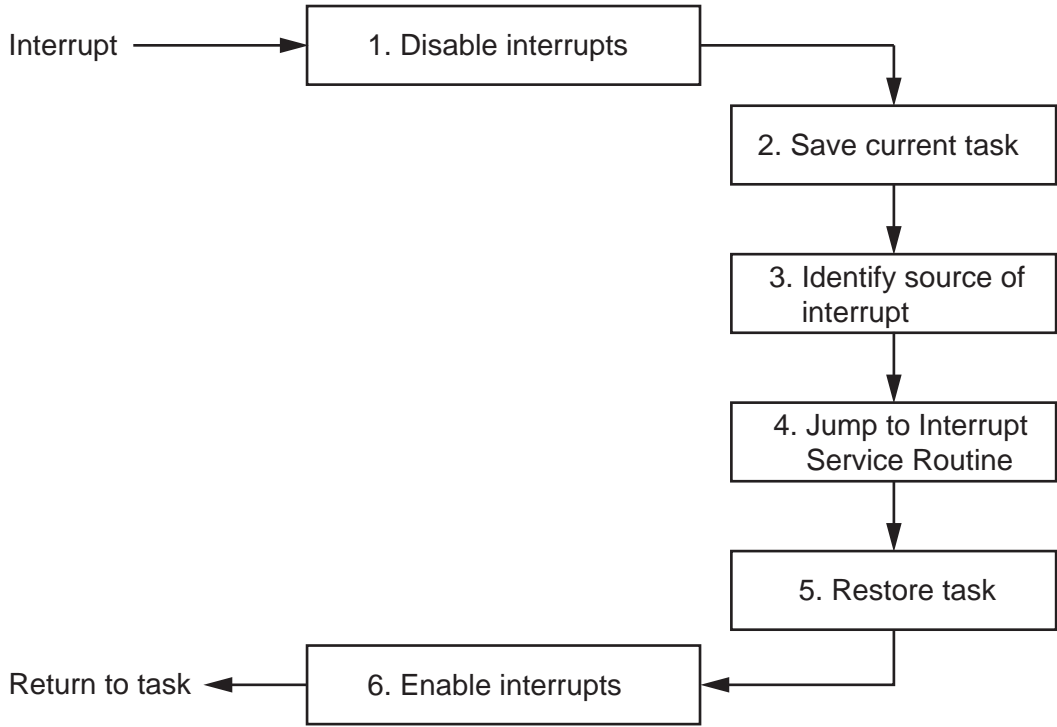 Interrupt
1. Disable interrupts
2. Save current task
3. Identify source of
interrupt
4. Jump to Interrupt
Service Routine
5. Restore task
6. Enable interrupts
Return to task